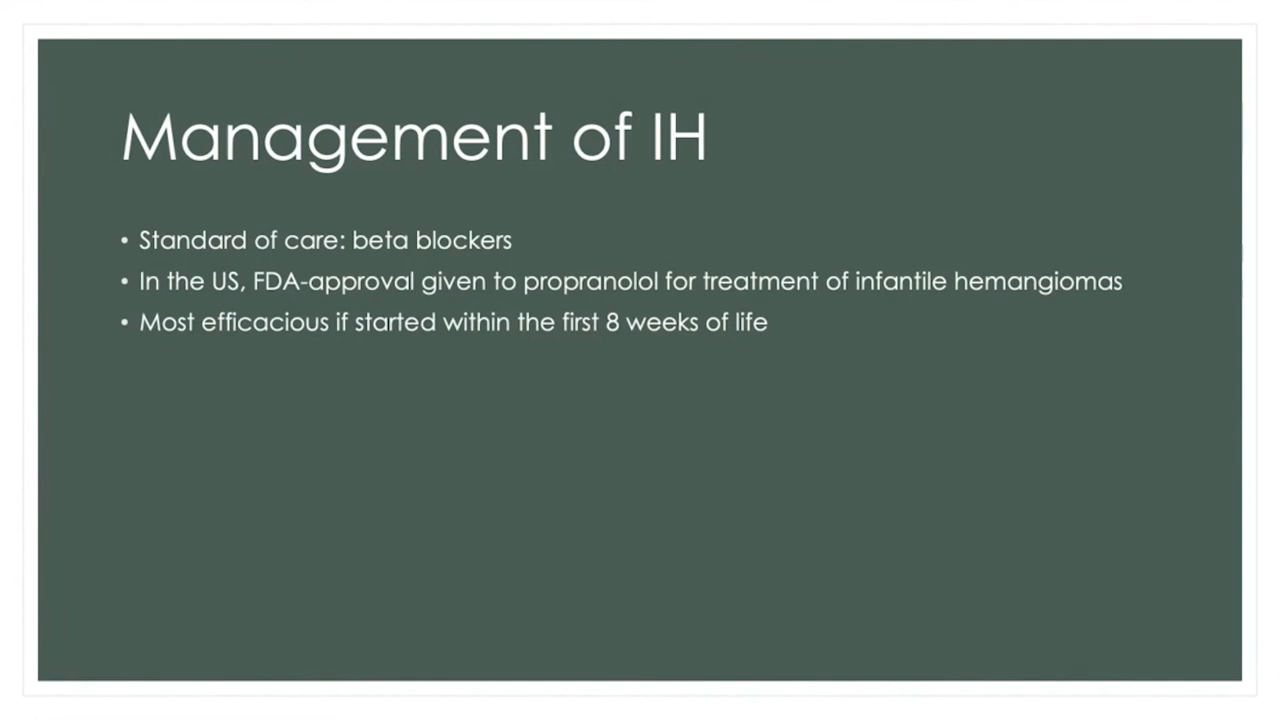 Management of IH
• Standard of care: beta blockers
• In the US, FDA-approval given to propranolol for treatment of infantile hemangiomas
• Most efficacious if started within the first 8 weeks of life